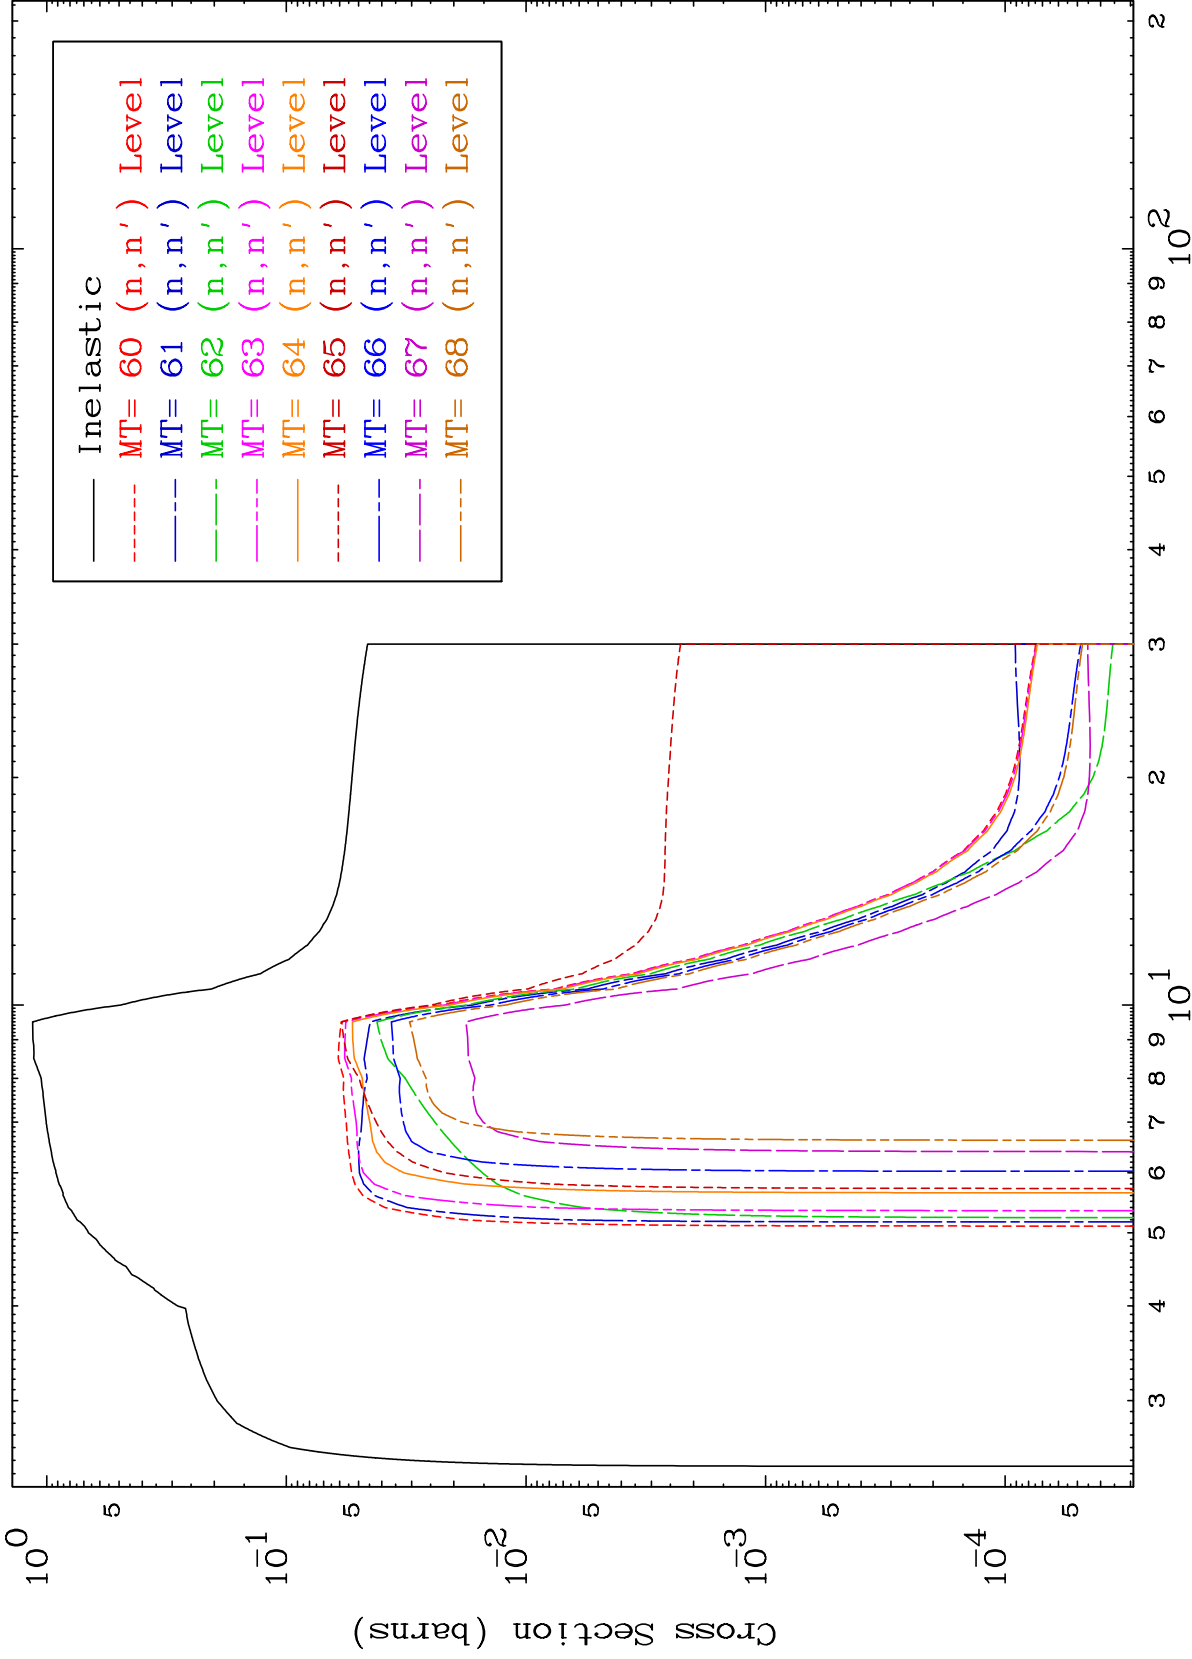 Inelastic
MT= 60 (n,n') Level
MT= 61 (n,n') Level
MT= 62 (n,n') Level
MT= 63 (n,n') Level
MT= 64 (n,n') Level
MT= 65 (n,n') Level
MT= 66 (n,n') Level
MT= 67 (n,n') Level
MT= 68 (n,n') Level
Cross Section (barns)
10^0
5
10^-1
5
10^-2
5
10^-3
5
10^-4
5
3 4 5 6 7 8 9 10^1 2 3 4 5 6 7 8 9 10^2 2